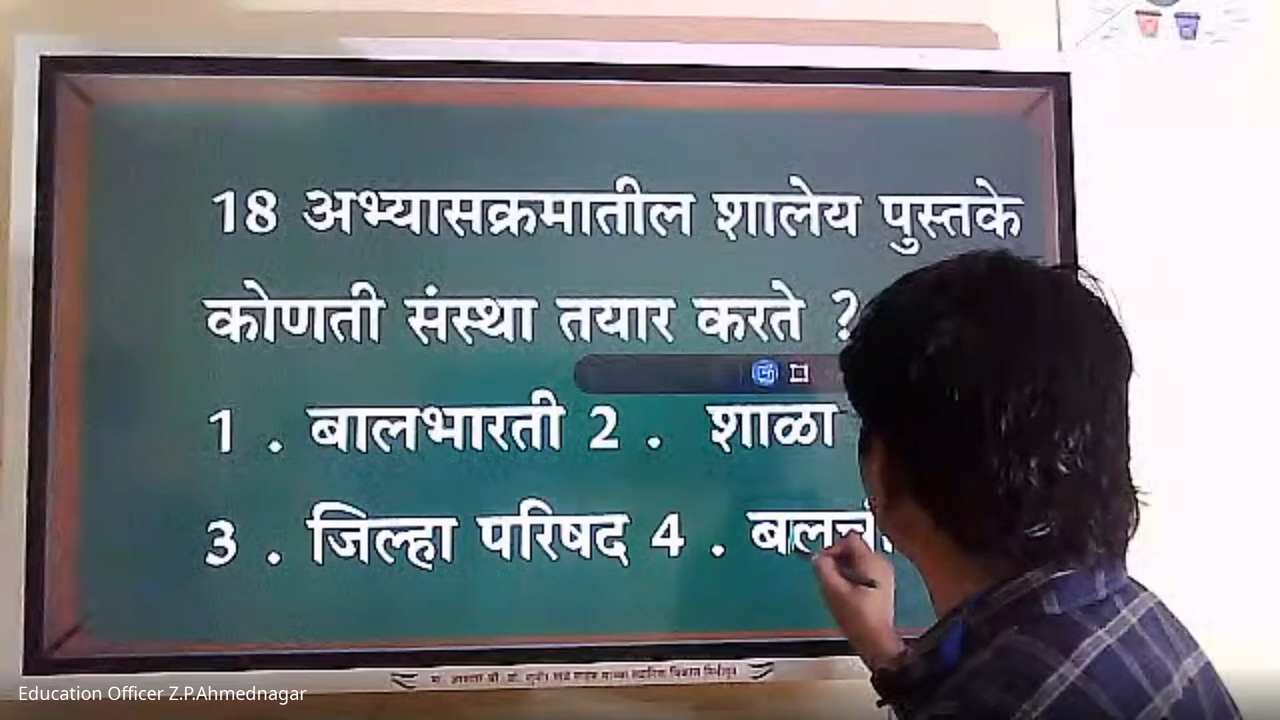 18 अभ्यासक्रमातील शालेय पुस्तके
कोणती संस्था तयार करते ?
1 . बालभारती 2 . शाळा
3 . जिल्हा परिषद 4 .
Education Officer Z.P.Ahmednagar